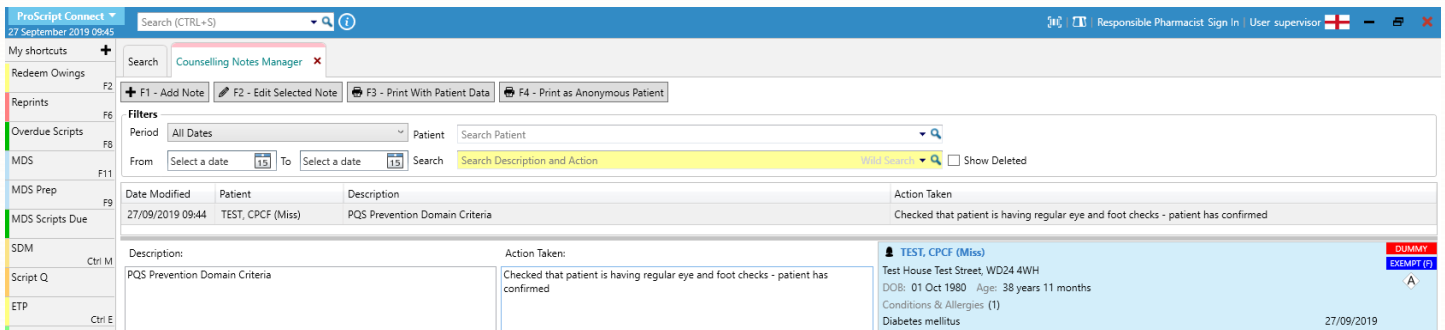 ProScript Connect
27 September 2019 09:45
Search (CTRL+S)
Responsible Pharmacist Sign In | User supervisor
My shortcuts
Redeem Owings
F2
Reprints
F6
Overdue Scripts
F8
MDS
F11
MDS Prep
F9
MDS Scripts Due
SDM
Ctrl M
Script Q
ETP
Ctrl E
Search
Counselling Notes Manager
F1 - Add Note
F2 - Edit Selected Note
F3 - Print With Patient Data
F4 - Print as Anonymous Patient
Filters
Period All Dates Patient Search Patient
From Select a date 15 To Select a date 15 Search Search Description and Action Wild Search Show Deleted
Date Modified Patient Description Action Taken
27/09/2019 09:44 TEST, CPCF (Miss) PQS Prevention Domain Criteria Checked that patient is having regular eye and foot checks - patient has confirmed
Description:
PQS Prevention Domain Criteria
Action Taken:
Checked that patient is having regular eye and foot checks - patient has
confirmed
TEST, CPCF (Miss)
DUMMY
Test House Test Street, WD24 4WH
EXEMPT (F)
DOB: 01 Oct 1980 Age: 38 years 11 months
A
Conditions & Allergies (1)
Diabetes mellitus 27/09/2019